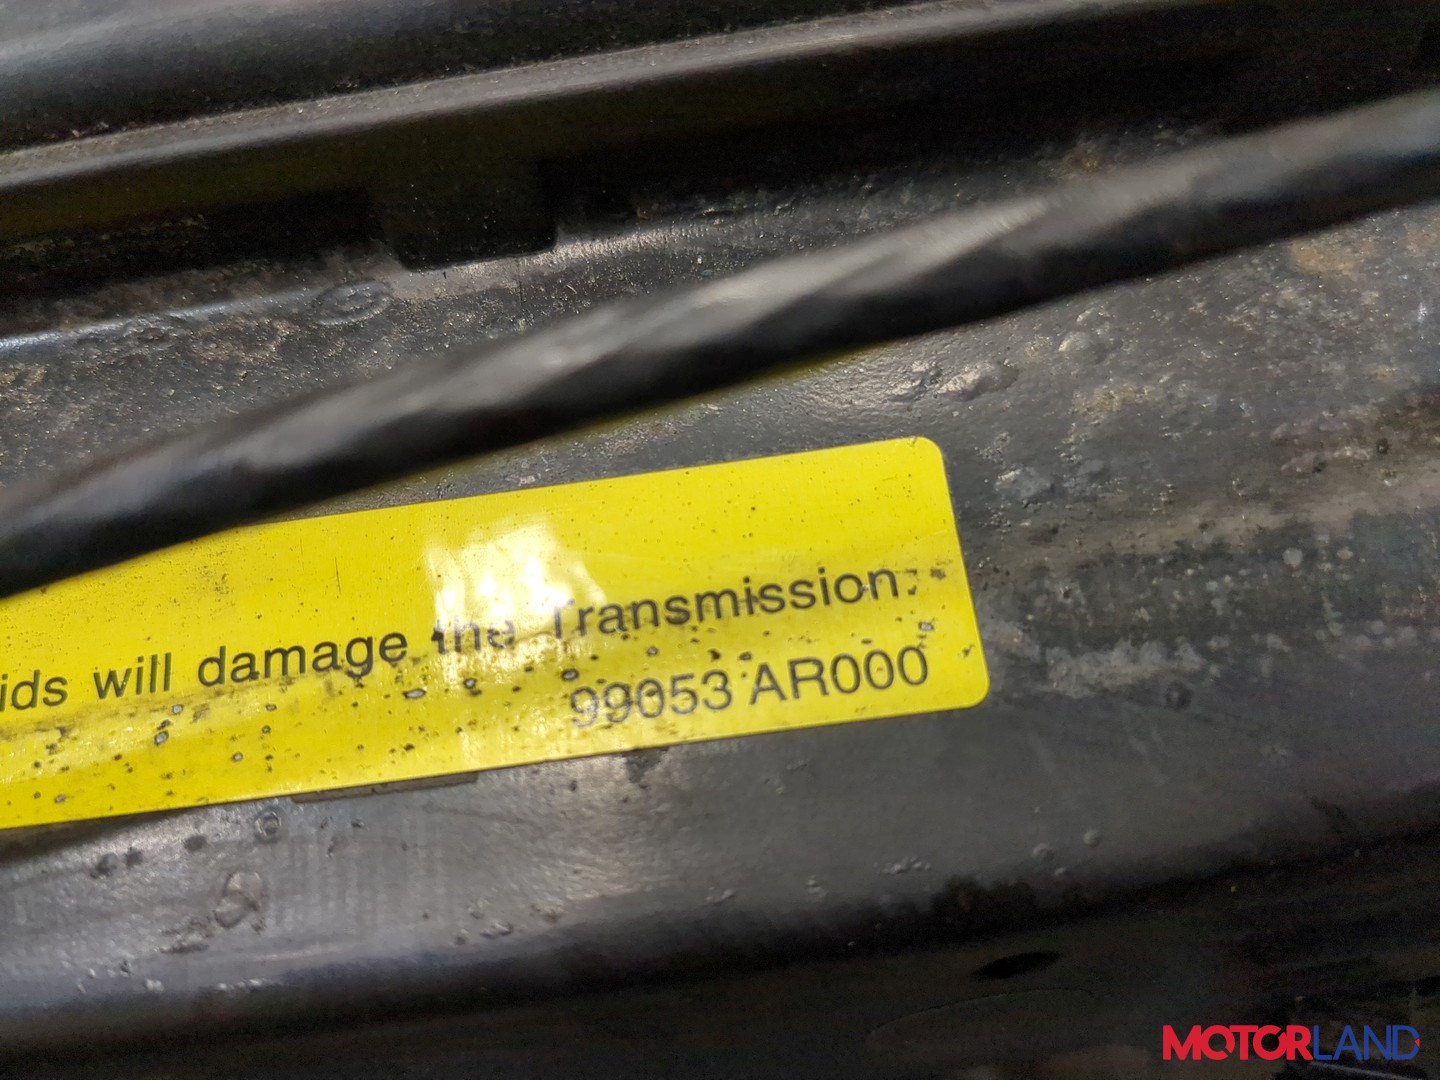 ids will damage the Transmission.
99053 AR000
MOTORLAND